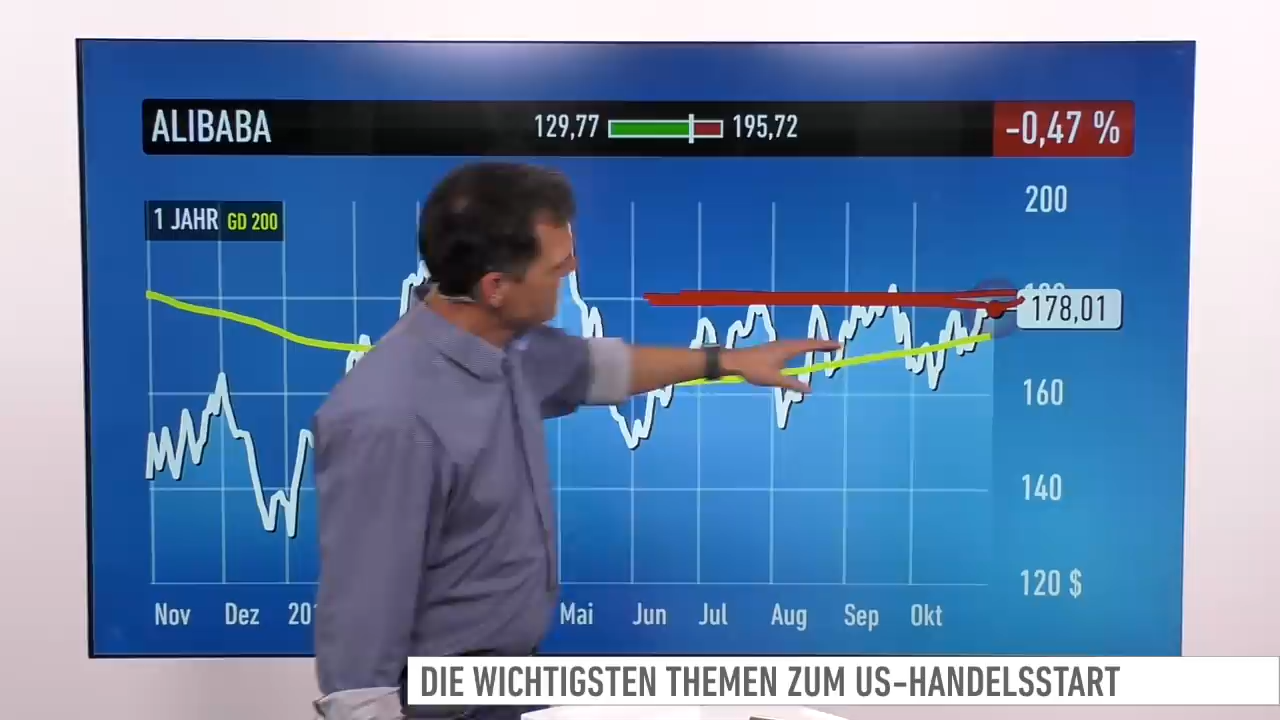 ALIBABA 129,77 195,72 -0,47 %
1 JAHR GD 200
200
178,01
160
140
120 $
Nov Dez Mai Jun Jul Aug Sep Okt
DIE WICHTIGSTEN THEMEN ZUM US-HANDELSSTART